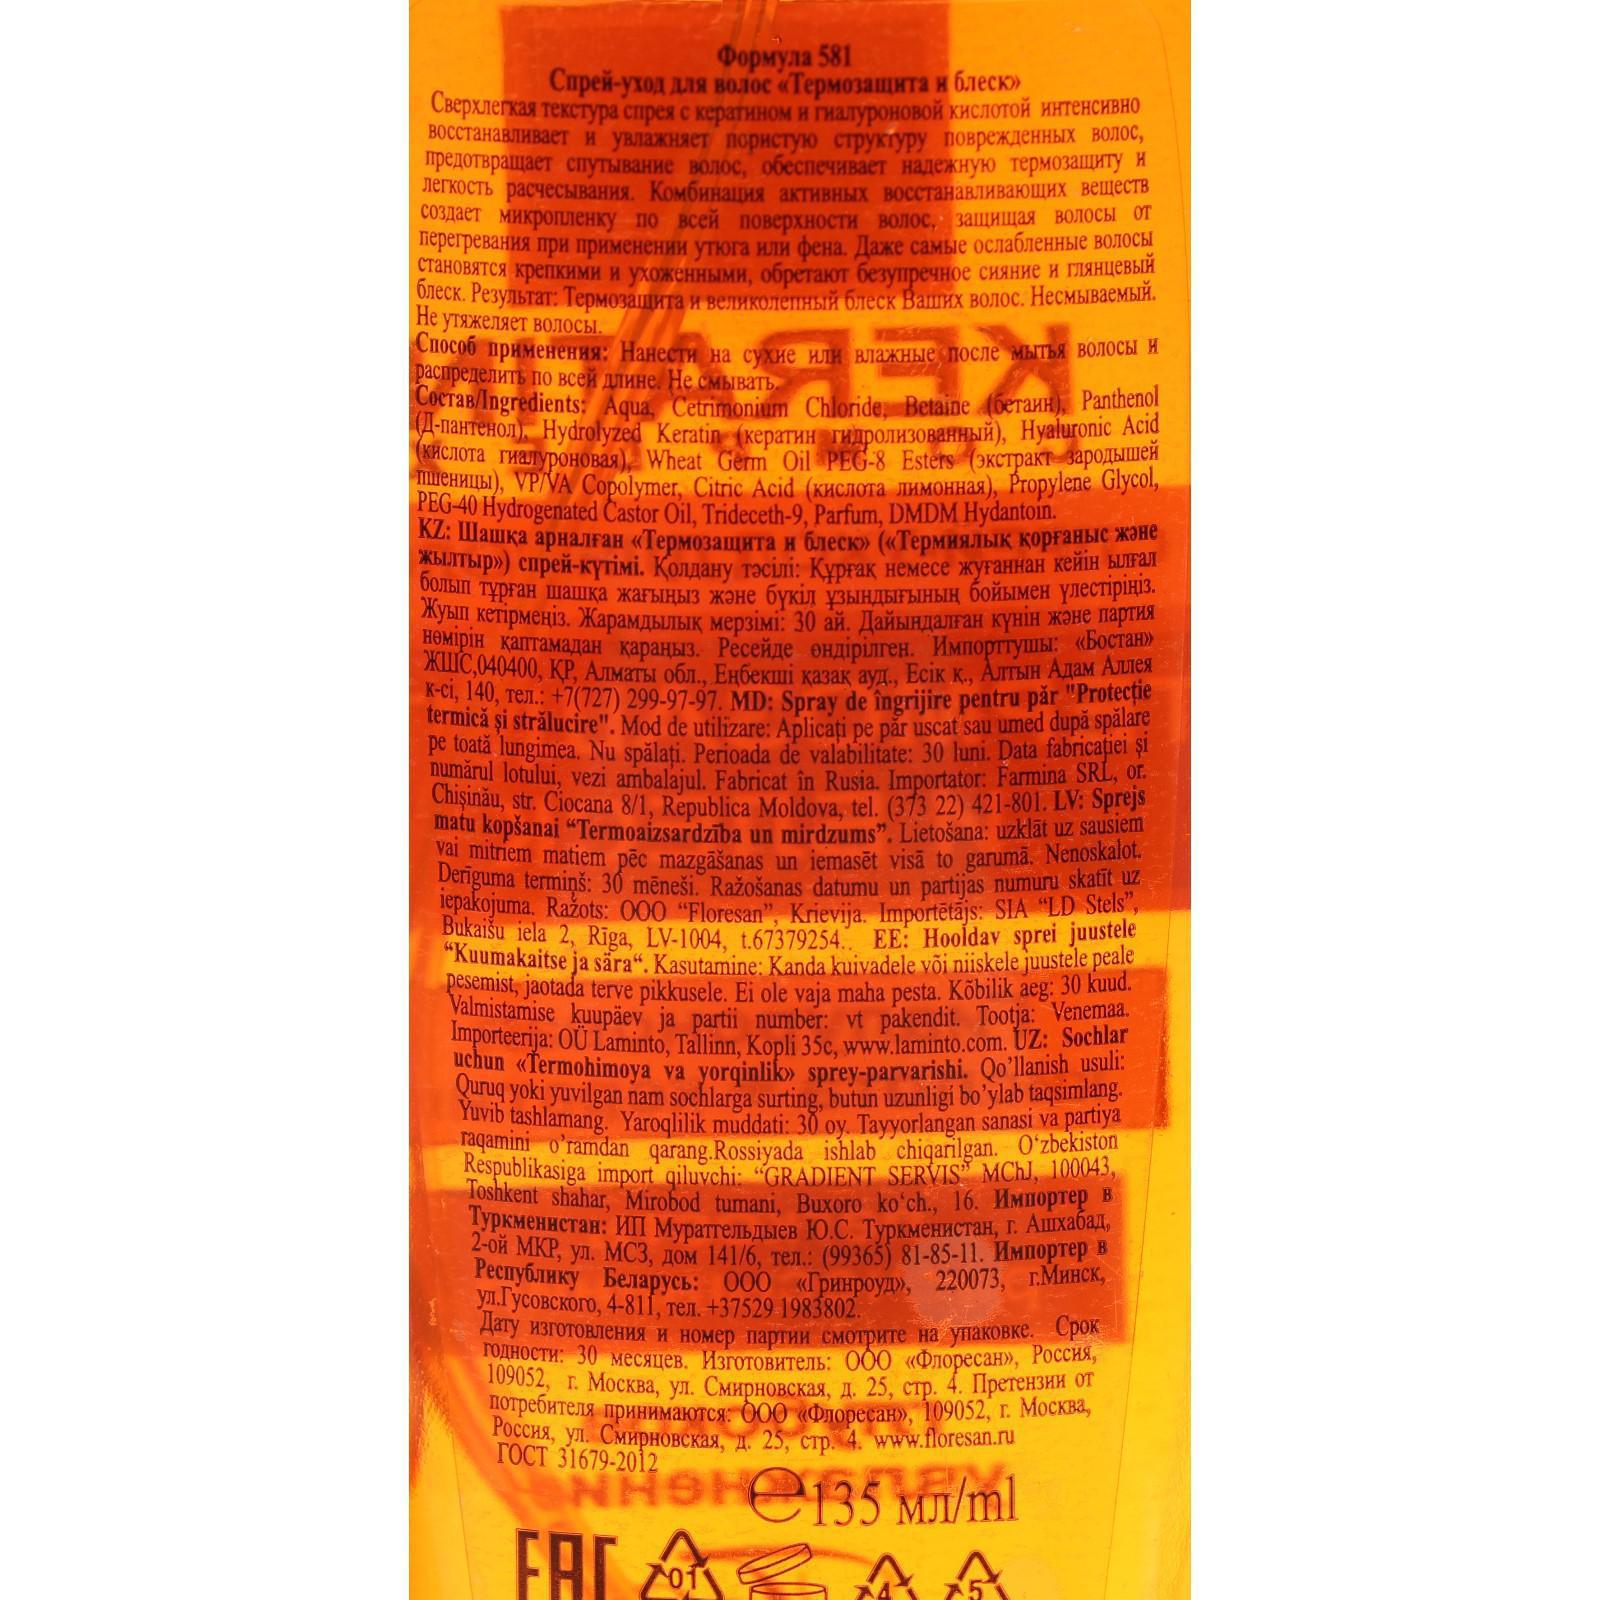 Формула 581
Спрей-уход для волос «Термозащита и блеск»
Сверхлегкая текстура спрея с кератином и гиалуроновой кислотой интенсивно
восстанавливает и увлажняет пористую структуру поврежденных волос,
предотвращает спутывание волос, обеспечивает надежную термозащиту и
легкость расчесывания. Комбинация активных восстанавливающих веществ
создает микропленку по всей поверхности волос, защищая волосы от
перегревания при применении утюга или фена. Даже самые ослабленные волосы
становятся крепкими и ухоженными, обретают безупречное сияние и глянцевый
блеск. Результат: Термозащита и великолепный блеск Ваших волос. Несмываемый.
Не утяжеляет волосы.
Способ применения: Нанести на сухие или влажные после мытья волосы и
распределить по всей длине. Не смывать.
Состав/Ingredients: Aqua, Cetrimonium Chloride, Betaine (бетаин), Panthenol
(Д-пантенол), Hydrolyzed Keratin (кератин гидролизованный), Hyaluronic Acid
(кислота гиалуроновая), Wheat Germ Oil PEG-8 Esters (экстракт зародышей
пшеницы), VP/VA Copolymer, Citric Acid (кислота лимонная), Propylene Glycol,
PEG-40 Hydrogenated Castor Oil, Trideceth-9, Parfum, DMDM Hydantoin.
KZ: Шашқа арналған «Термозащита и блеск» («Термиялық қорғаныс және
жылтыр») спрей-күтімі. Қолдану тәсілі: Құрғақ немесе жуғаннан кейін ылғал
болып тұрған шашқа жағыңыз және бүкіл ұзындығының бойымен үлестіріңіз.
Жуып кетірмеңіз. Жарамдылық мерзімі: 30 ай. Дайындалған күнін және партия
нөмірін қаптамадан қараңыз. Ресейде өндірілген. Импорттушы: «Бостан»
ЖШС,040400, ҚР, Алматы обл., Еңбекші қазақ ауд., Есік қ., Алтын Адам Аллея
к-сі, 140, тел.: +7(727) 299-97-97. MD: Spray de îngrijire pentru păr "Protecție
termică și strălucire". Mod de utilizare: Aplicați pe păr uscat sau umed după spălare
pe toată lungimea. Nu spălați. Perioada de valabilitate: 30 luni. Data fabricației și
numărul lotului, vezi ambalajul. Fabricat în Rusia. Importator: Farmina SRL, or.
Chișinău, str. Ciocana 8/1, Republica Moldova, tel. (373 22) 421-801. LV: Sprejs
matu kopšanai “Termoaizsardzība un mirdzums”. Lietošana: uzklāt uz sausiem
vai mitriem matiem pēc mazgāšanas un iemasēt visā to garumā. Nenoskalot.
Derīguma termiņš: 30 mēneši. Ražošanas datumu un partijas numuru skatīt uz
iepakojuma. Ražots: OOO “Floresan”, Krievija. Importētājs: SIA “LD Stels”,
Bukaišu iela 2, Rīga, LV-1004, t.67379254.. EE: Hooldav sprei juustele
“Kuumakaitse ja sära“. Kasutamine: Kanda kuivadele või niiskele juustele peale
pesemist, jaotada terve pikkusele. Ei ole vaja maha pesta. Kõbilik aeg: 30 kuud.
Valmistamise kuupäev ja partii number: vt pakendit. Tootja: Venemaa.
Importeerija: OÜ Laminto, Tallinn, Kopli 35c, www.laminto.com. UZ: Sochlar
uchun «Termohimoya va yorqinlik» sprey-parvarishi. Qo’llanish usuli:
Quruq yoki yuvilgan nam sochlarga surting, butun uzunligi bo’ylab taqsimlang.
Yuvib tashlamang. Yaroqlilik muddati: 30 oy. Tayyorlangan sanasi va partiya
raqamini o’ramdan qarang.Rossiyada ishlab chiqarilgan. O‘zbekiston
Respublikasiga import qiluvchi: “GRADIENT SERVIS” MChJ, 100043,
Toshkent shahar, Mirobod tumani, Buxoro ko‘ch., 16. Импортер в
Туркменистан: ИП Муратгельдыев Ю.С. Туркменистан, г. Ашхабад,
2-ой МКР, ул. МСЗ, дом 141/6, тел.: (99365) 81-85-11. Импортер в
Республику Беларусь: ООО «Гринроуд», 220073, г.Минск,
ул.Гусовского, 4-811, тел. +37529 1983802.
Дату изготовления и номер партии смотрите на упаковке. Срок
годности: 30 месяцев. Изготовитель: ООО «Флоресан», Россия,
109052, г. Москва, ул. Смирновская, д. 25, стр. 4. Претензии от
потребителя принимаются: ООО «Флоресан», 109052, г. Москва,
Россия, ул. Смирновская, д. 25, стр. 4. www.floresan.ru
ГОСТ 31679-2012
℮135 мл/ml
EAC 01 4 5